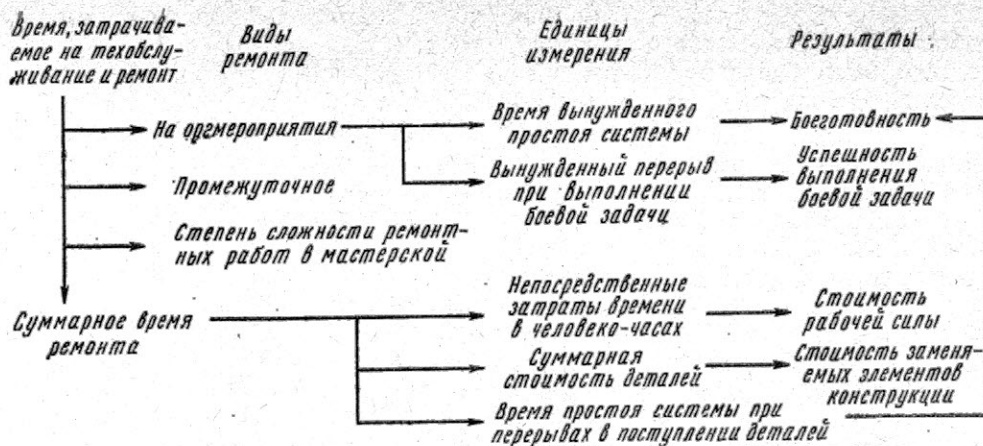 Время, затрачива-
емое на техобслу-
живание и ремонт
Виды
ремонта
Единицы
измерения
Результаты
На оргмероприятия
Время вынужденного
простоя системы
Боеготовность
Промежуточное
Вынужденный перерыв
при выполнении
боевой задачи
Успешность
выполнения
боевой задачи
Степень сложности ремонт-
ных работ в мастерской
Суммарное время
ремонта
Непосредственные
затраты времени
в человеко-часах
Стоимость
рабочей силы
Суммарная
стоимость деталей
Стоимость заменя-
емых элементов
конструкции
Время простоя системы при
перерывах в поступлении деталей